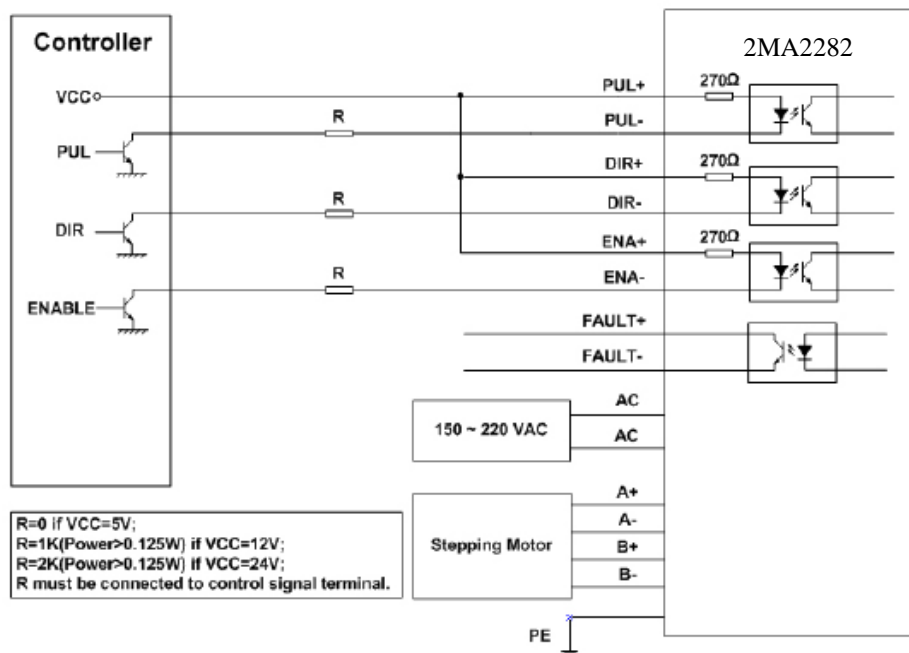 Controller
2MA2282
VCC
PUL+
270Ω
R
PUL-
PUL
DIR+
270Ω
R
DIR-
DIR
ENA+
270Ω
R
ENA-
ENABLE
FAULT+
FAULT-
AC
150 ~ 220 VAC
AC
A+
A-
Stepping Motor
B+
B-
R=0 if VCC=5V;
R=1K(Power>0.125W) if VCC=12V;
R=2K(Power>0.125W) if VCC=24V;
R must be connected to control signal terminal.
PE